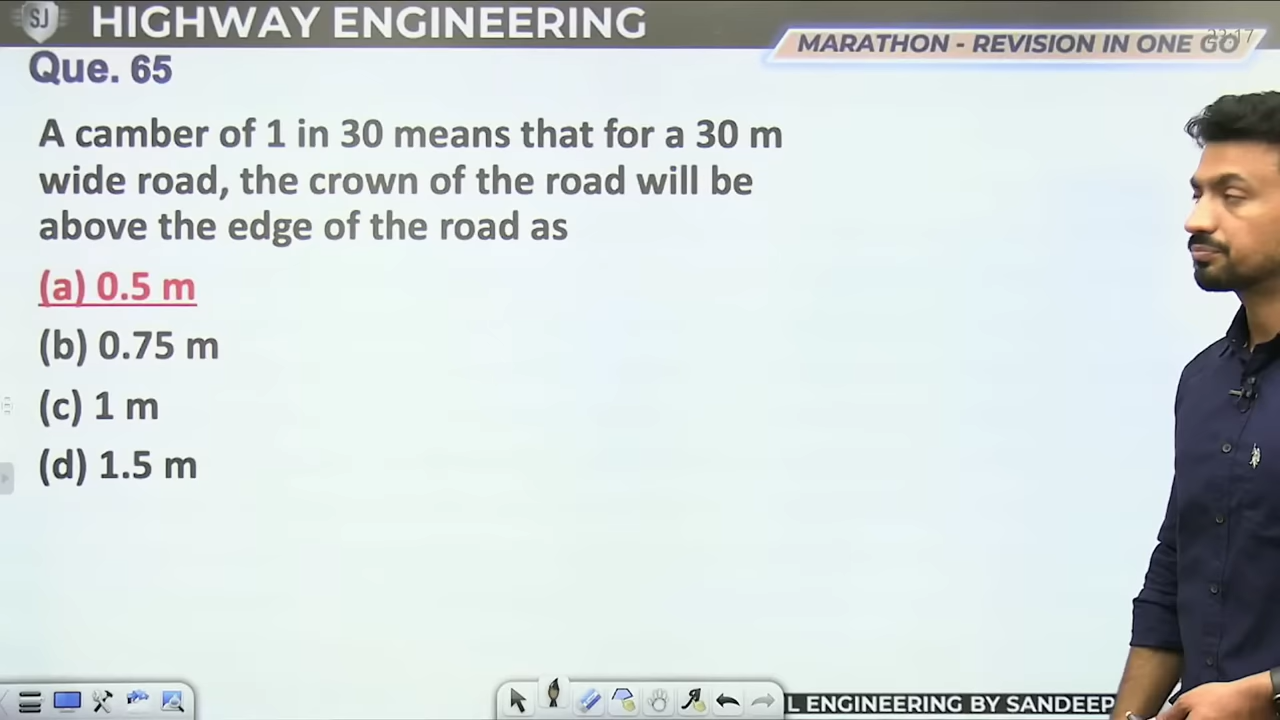 SJ
HIGHWAY ENGINEERING
MARATHON - REVISION IN ONE GO
23:17
Que. 65
A camber of 1 in 30 means that for a 30 m
wide road, the crown of the road will be
above the edge of the road as
(a) 0.5 m
(b) 0.75 m
(c) 1 m
(d) 1.5 m
L ENGINEERING BY SANDEEP